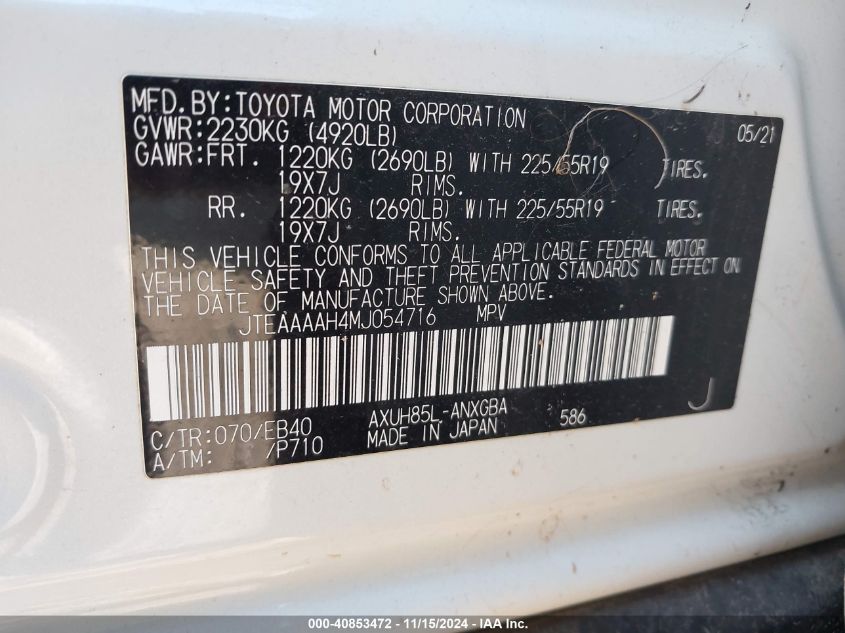 MFD.BY:TOYOTA MOTOR CORPORATION 05/21
GVWR:2230KG (4920LB)
GAWR:FRT. 1220KG (2690LB) WITH 225/55R19 TIRES.
19X7J RIMS.
RR. 1220KG (2690LB) WITH 225/55R19 TIRES.
19X7J RIMS.
THIS VEHICLE CONFORMS TO ALL APPLICABLE FEDERAL MOTOR
VEHICLE SAFETY AND THEFT PREVENTION STANDARDS IN EFFECT ON
THE DATE OF MANUFACTURE SHOWN ABOVE.
JTEAAAAH4MJ054716 MPV
C/TR:070/EB40 AXUH85L-ANXGBA 586 J
A/TM: /P710 MADE IN JAPAN
000-40853472 - 11/15/2024 - IAA Inc.